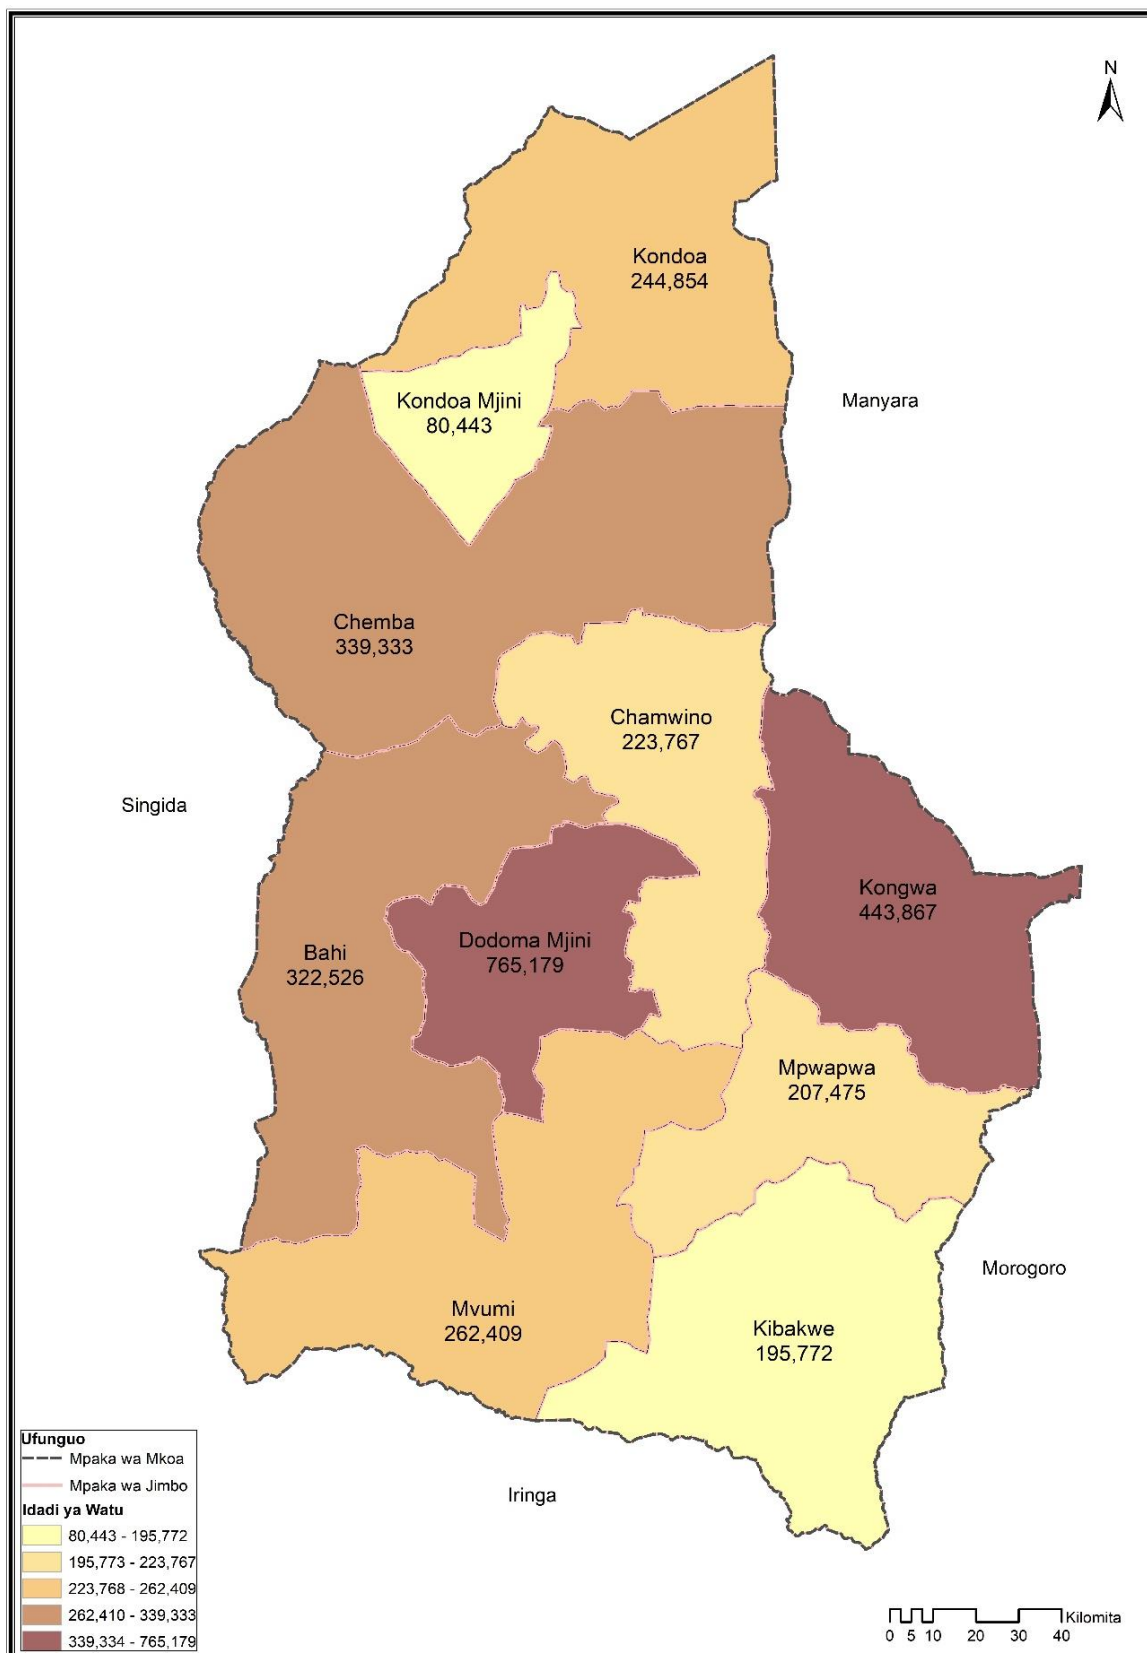 N
Kondoa
244,854
Kondoa Mjini
80,443
Manyara
Chemba
339,333
Chamwino
223,767
Singida
Kongwa
443,867
Dodoma Mjini
765,179
Bahi
322,526
Mpwapwa
207,475
Morogoro
Mvumi
262,409
Kibakwe
195,772
Iringa
Ufunguo
Mpaka wa Mkoa
Mpaka wa Jimbo
Idadi ya Watu
80,443 - 195,772
195,773 - 223,767
223,768 - 262,409
262,410 - 339,333
339,334 - 765,179
Kilomita
0 5 10 20 30 40